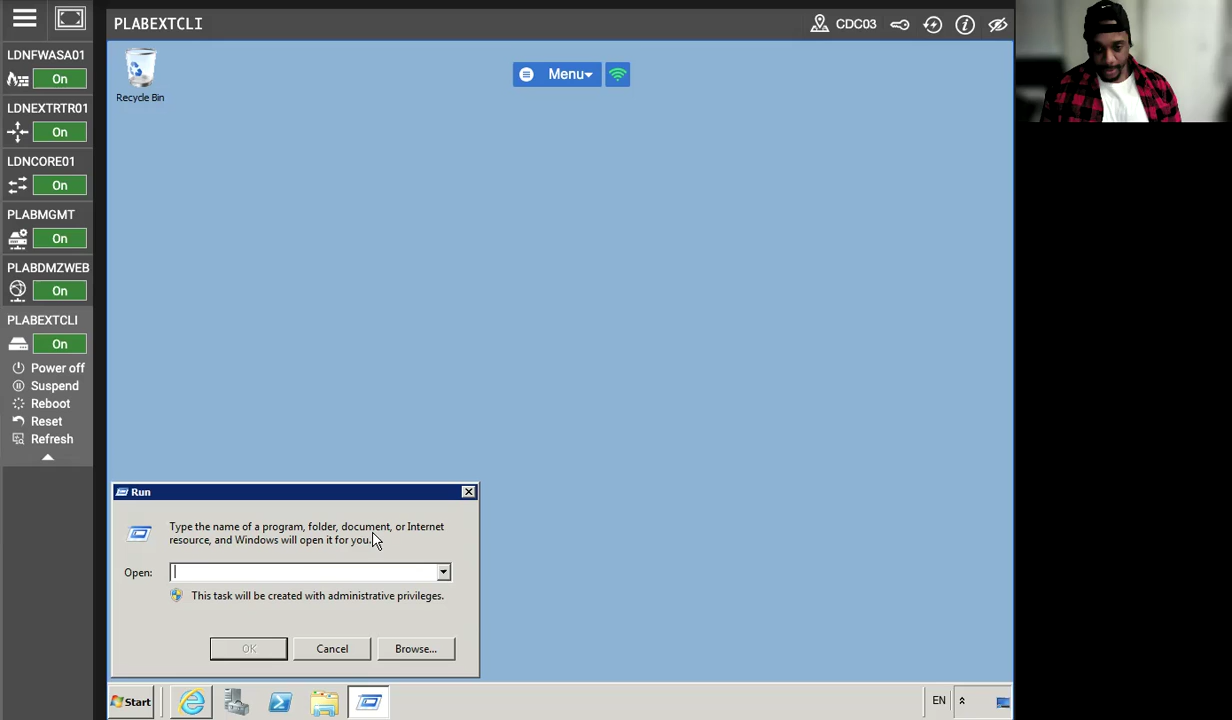 PLABEXTCLI
CDC03
LDNFWASA01
On
LDNEXTRTR01
On
LDNCORE01
On
PLABMGMT
On
PLABDMZWEB
On
PLABEXTCLI
On
Power off
Suspend
Reboot
Reset
Refresh
Recycle Bin
Menu
Run
Type the name of a program, folder, document, or Internet
resource, and Windows will open it for you.
Open:
This task will be created with administrative privileges.
OK
Cancel
Browse...
Start
EN